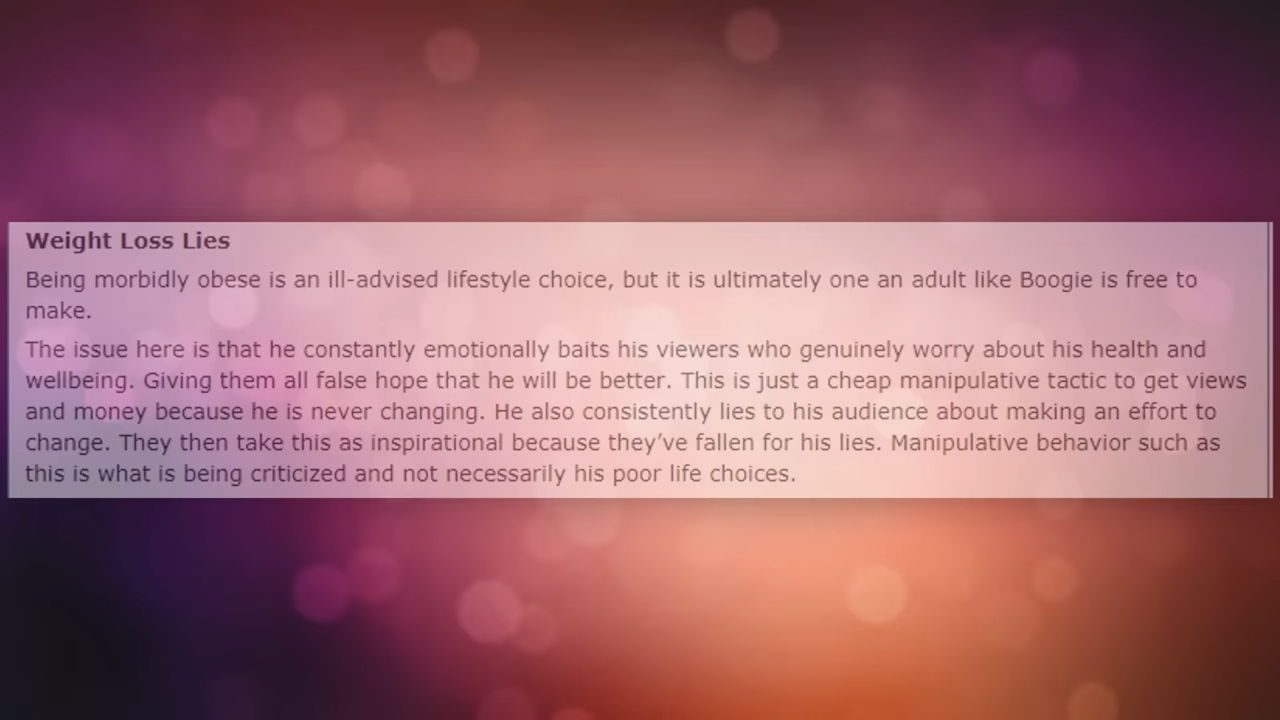 Weight Loss Lies
Being morbidly obese is an ill-advised lifestyle choice, but it is ultimately one an adult like Boogie is free to
make.
The issue here is that he constantly emotionally baits his viewers who genuinely worry about his health and
wellbeing. Giving them all false hope that he will be better. This is just a cheap manipulative tactic to get views
and money because he is never changing. He also consistently lies to his audience about making an effort to
change. They then take this as inspirational because they’ve fallen for his lies. Manipulative behavior such as
this is what is being criticized and not necessarily his poor life choices.